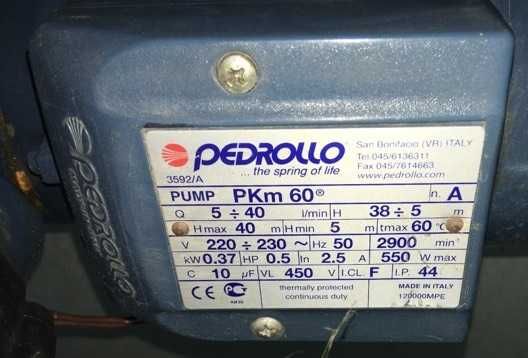 PEDROLLO
PEDROLLO
... the spring of life
San Bonifacio (VR) ITALY
Tel.045/6136311
Fax 045/7614663
www.pedrollo.com
3592/A
PUMP PKm 60® n. A
Q 5 ÷ 40 l/min H 38 ÷ 5 m
H max 40 m H min 5 m tmax 60 °C
V 220 ÷ 230 ~ Hz 50 2900 min
kW 0.37 HP 0.5 In 2.5 A 550 W max
C 10 µF VL 450 V I.CL. F I.P. 44
CE
thermally protected
continuous duty
MADE IN ITALY
120000MPE